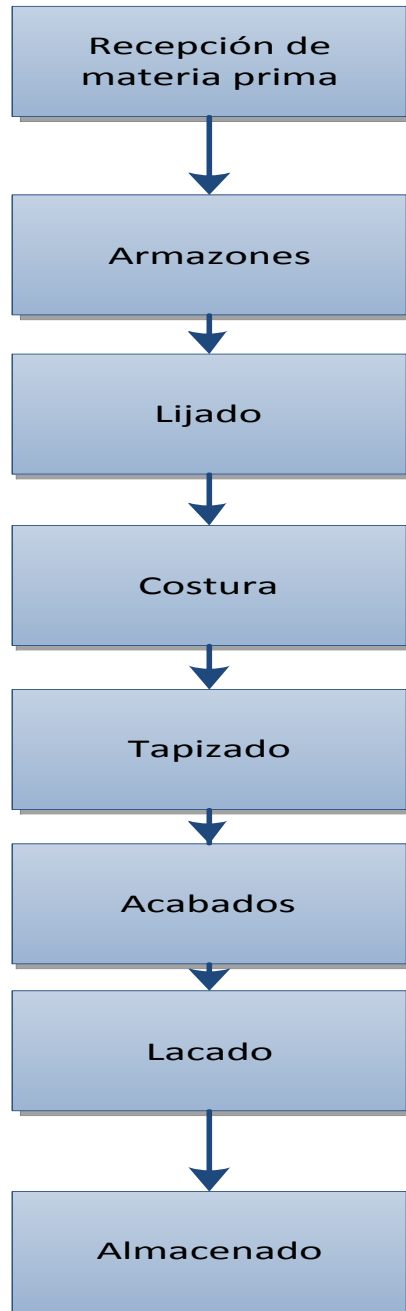 Recepción de
materia prima
Armazones
Lijado
Costura
Tapizado
Acabados
Lacado
Almacenado